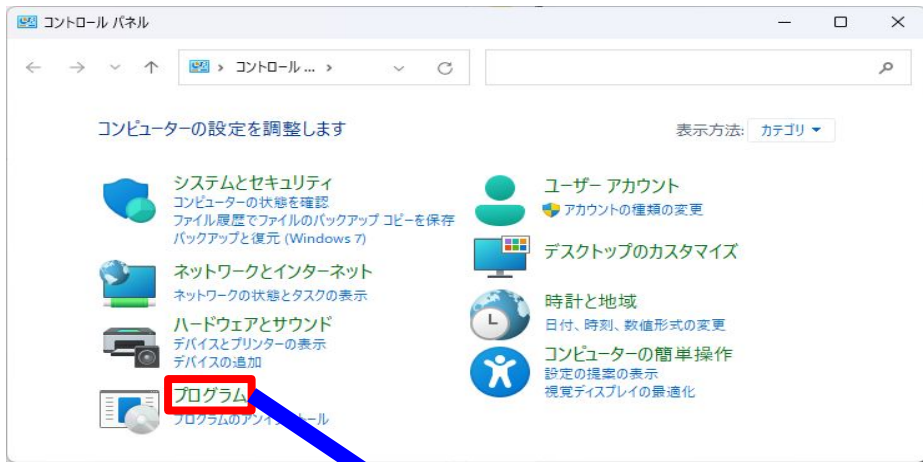 コントロール パネル
コントロール ...
コンピューターの設定を調整します
表示方法: カテゴリ
システムとセキュリティ
コンピューターの状態を確認
ファイル履歴でファイルのバックアップ コピーを保存
バックアップと復元 (Windows 7)
ネットワークとインターネット
ネットワークの状態とタスクの表示
ハードウェアとサウンド
デバイスとプリンターの表示
デバイスの追加
プログラム
プログラムのアンインストール
ユーザー アカウント
アカウントの種類の変更
デスクトップのカスタマイズ
時計と地域
日付、時刻、数値形式の変更
コンピューターの簡単操作
設定の提案の表示
視覚ディスプレイの最適化